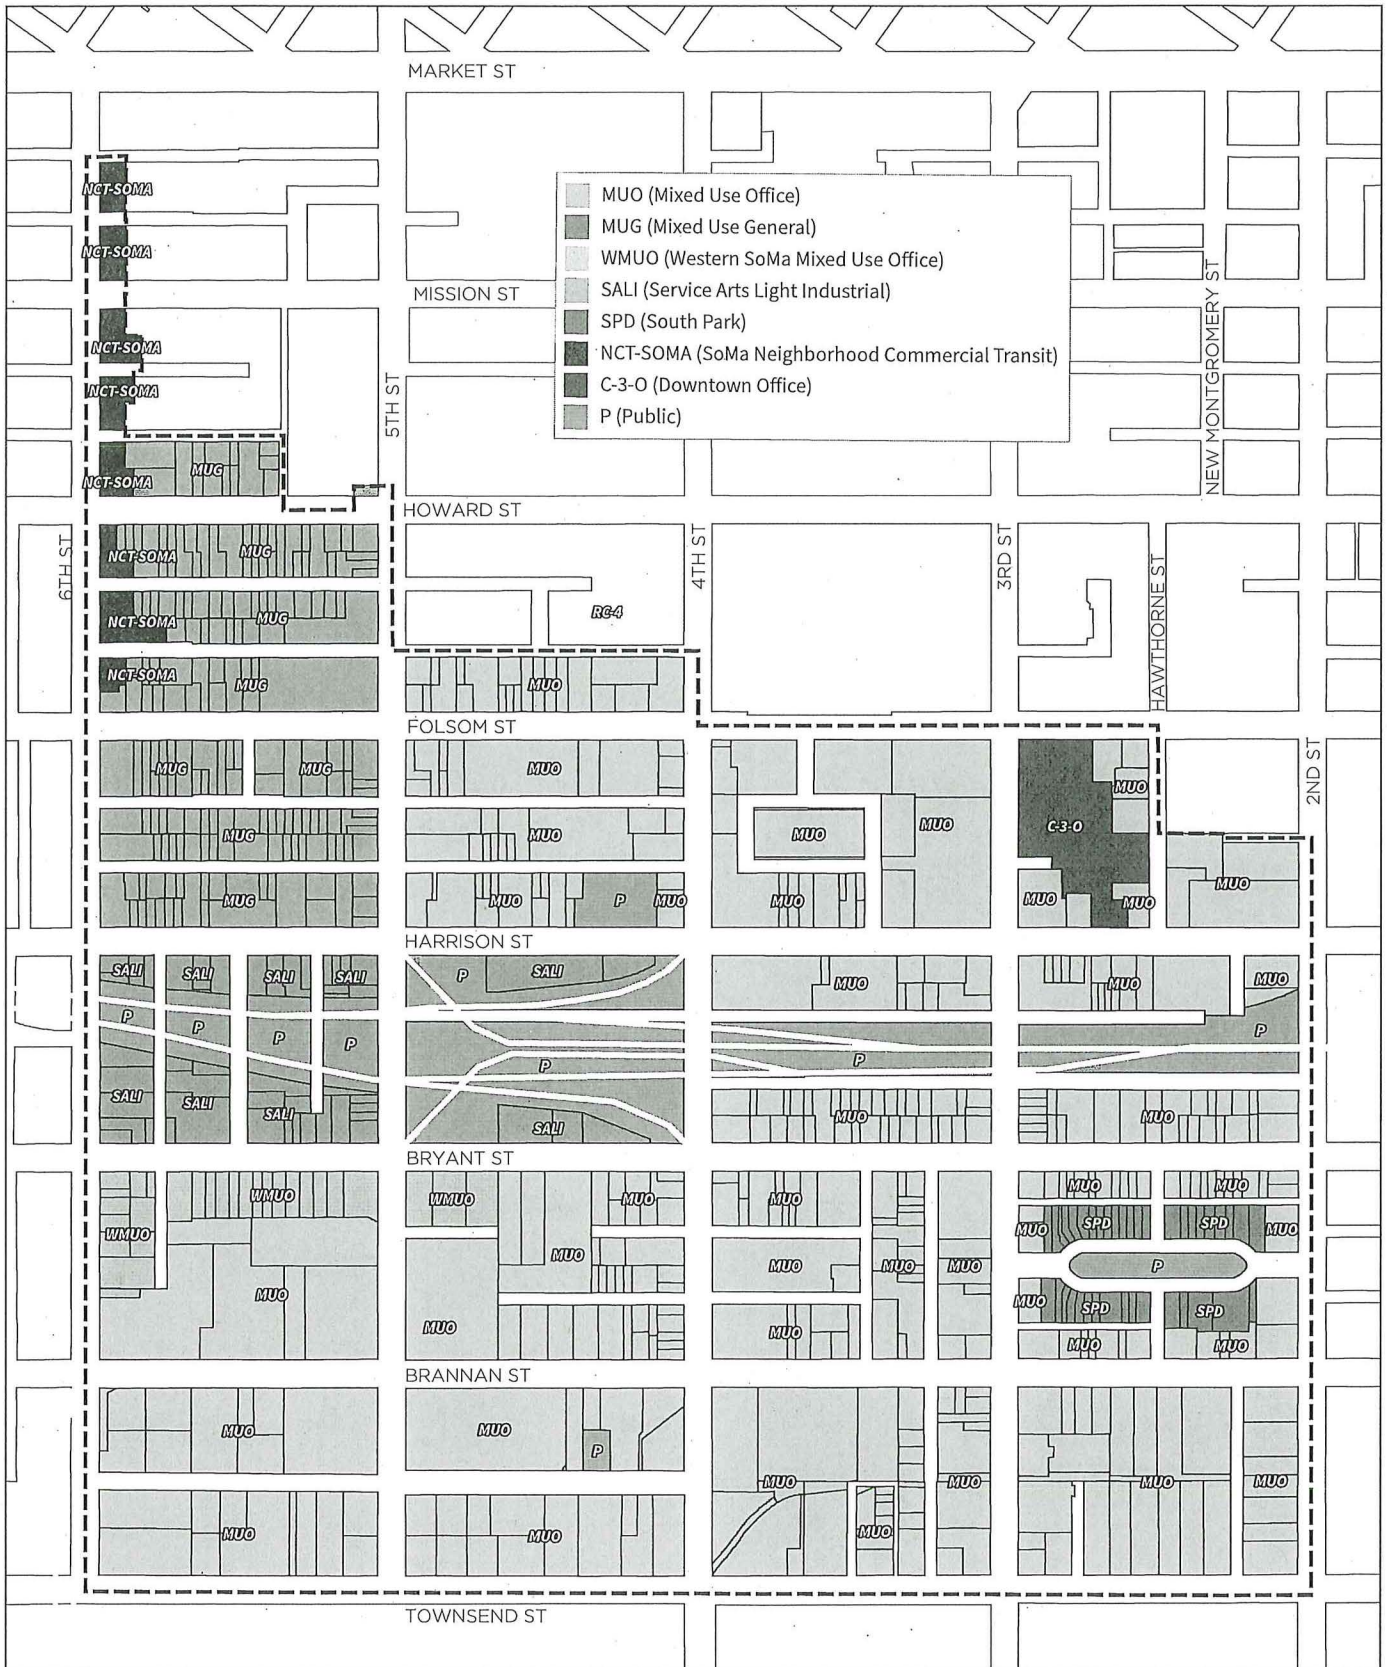 MARKET ST
NCT-SOMA
MUO (Mixed Use Office)
MUG (Mixed Use General)
WMUO (Western SoMa Mixed Use Office)
SALI (Service Arts Light Industrial)
SPD (South Park)
NCT-SOMA (SoMa Neighborhood Commercial Transit)
C-3-O (Downtown Office)
P (Public)
NCT-SOMA
MISSION ST
NEW MONTGROMERY ST
NCT-SOMA
NCT-SOMA
5TH ST
MUG
NCT-SOMA
HOWARD ST
6TH ST
4TH ST
3RD ST
HAWTHORNE ST
NCT-SOMA
MUG
NCT-SOMA
MUG
RC-4
NCT-SOMA
MUG
MUO
FOLSOM ST
2ND ST
MUG
MUG
MUO
MUO
MUG
MUO
MUO
MUO
C-3-O
MUG
MUO
P
MUO
MUO
MUO
MUO
MUO
HARRISON ST
SALI
SALI
SALI
SALI
P
SALI
MUO
MUO
MUO
P
P
P
P
P
P
P
SALI
SALI
SALI
SALI
MUO
MUO
BRYANT ST
WMUO
WMUO
MUO
MUO
MUO
MUO
WMUO
MUO
SPD
SPD
MUO
MUO
MUO
MUO
MUO
MUO
P
MUO
MUO
MUO
MUO
SPD
SPD
MUO
MUO
BRANNAN ST
MUO
MUO
P
MUO
MUO
MUO
MUO
MUO
MUO
MUO
TOWNSEND ST